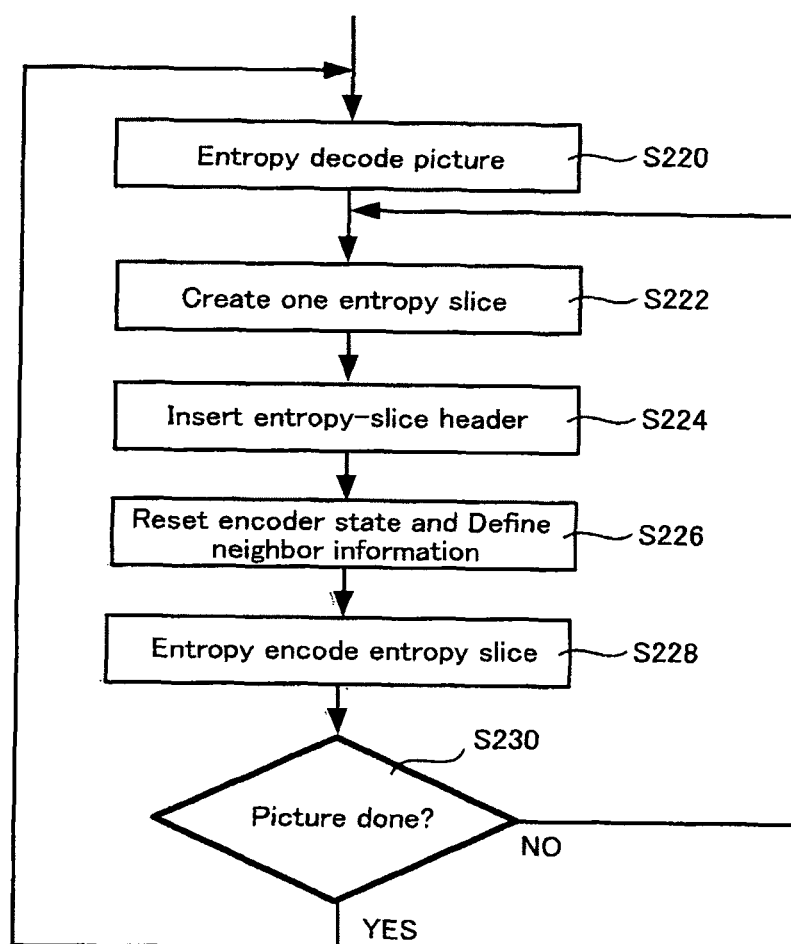 Entropy decode picture
S220
Create one entropy slice
S222
Insert entropy-slice header
S224
Reset encoder state and Define
neighbor information
S226
Entropy encode entropy slice
S228
S230
Picture done?
NO
YES